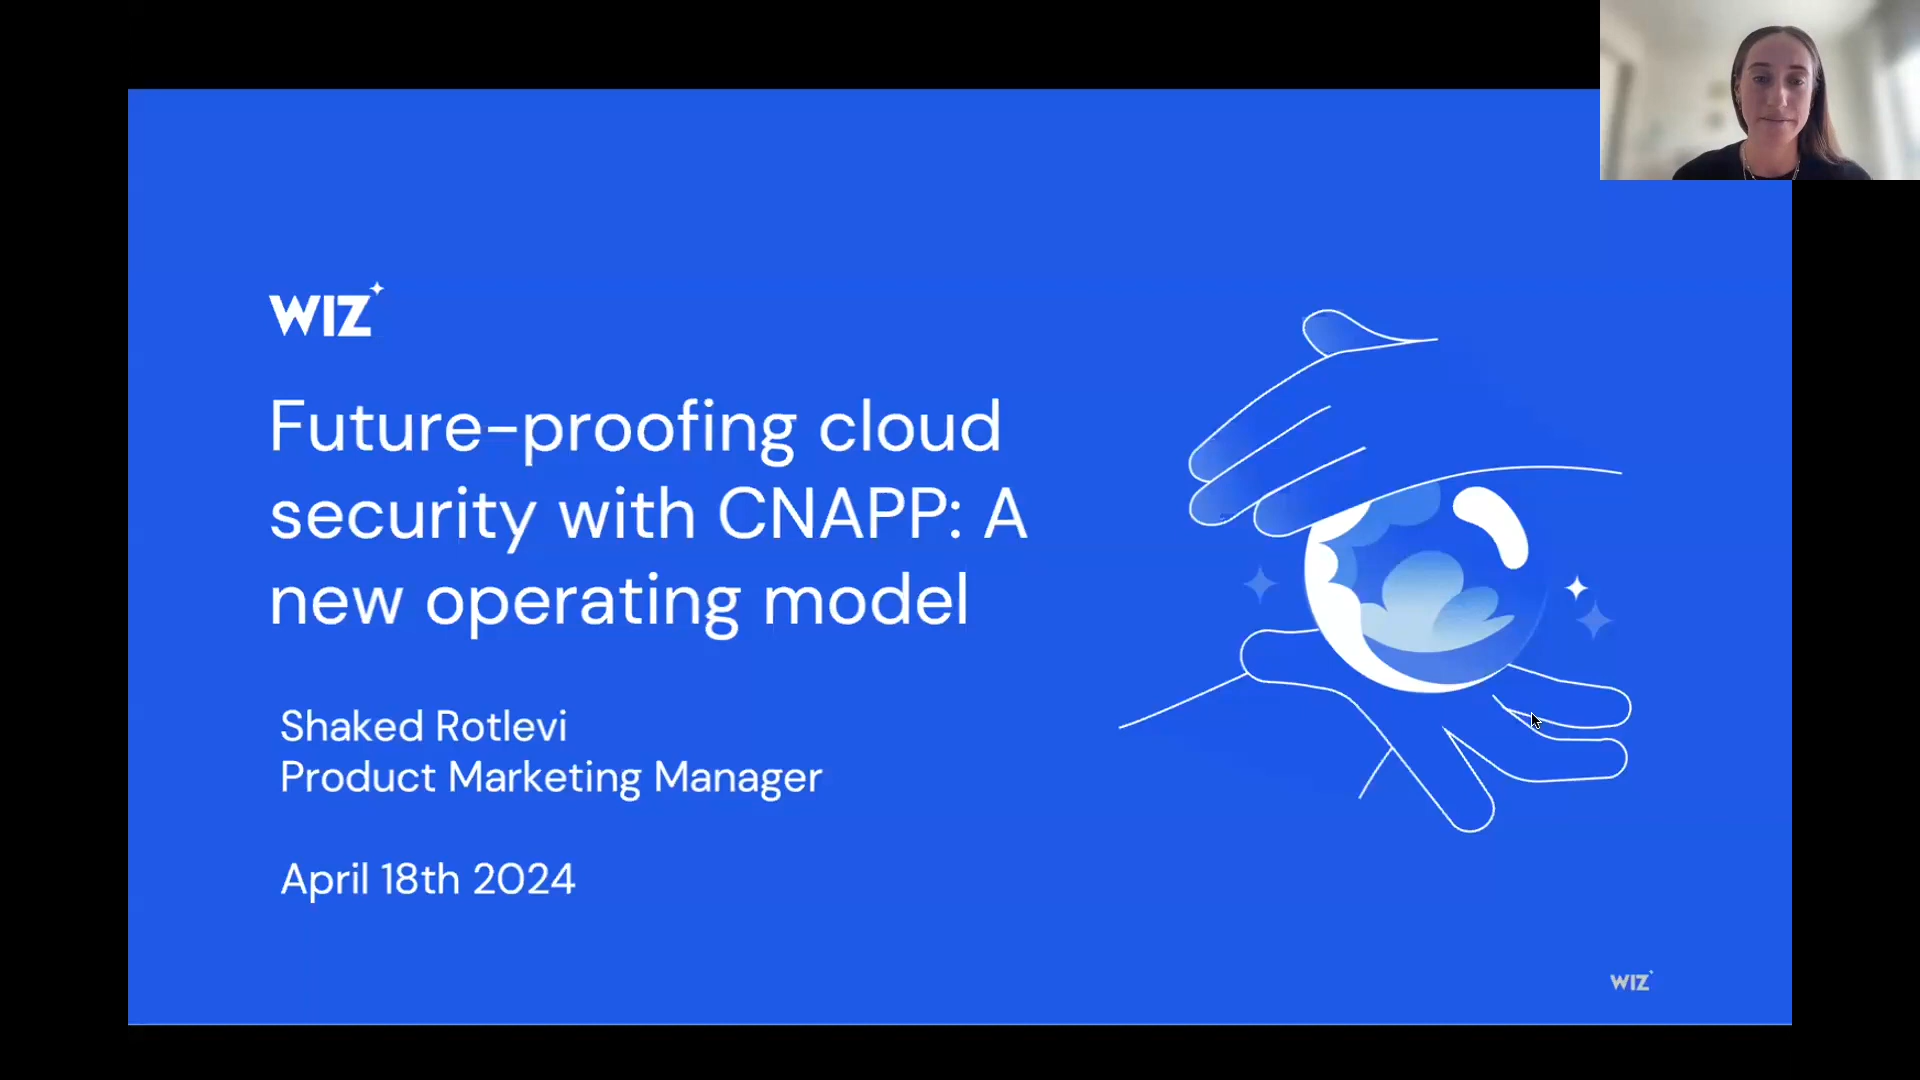 WIZ
Future-proofing cloud
security with CNAPP: A
new operating model
Shaked Rotlevi
Product Marketing Manager
April 18th 2024
WIZ